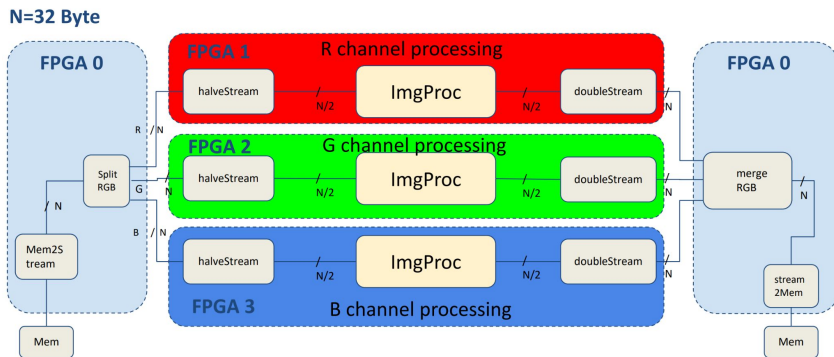 N=32 Byte
FPGA 0
Mem
Mem2S
tream
N
Split
RGB
R
N
G
N
B
N
FPGA 1
R channel processing
halveStream
N/2
ImgProc
N/2
doubleStream
N
FPGA 2
G channel processing
halveStream
N/2
ImgProc
N/2
doubleStream
N
halveStream
N/2
ImgProc
N/2
doubleStream
N
FPGA 3
B channel processing
FPGA 0
merge
RGB
N
stream
2Mem
Mem